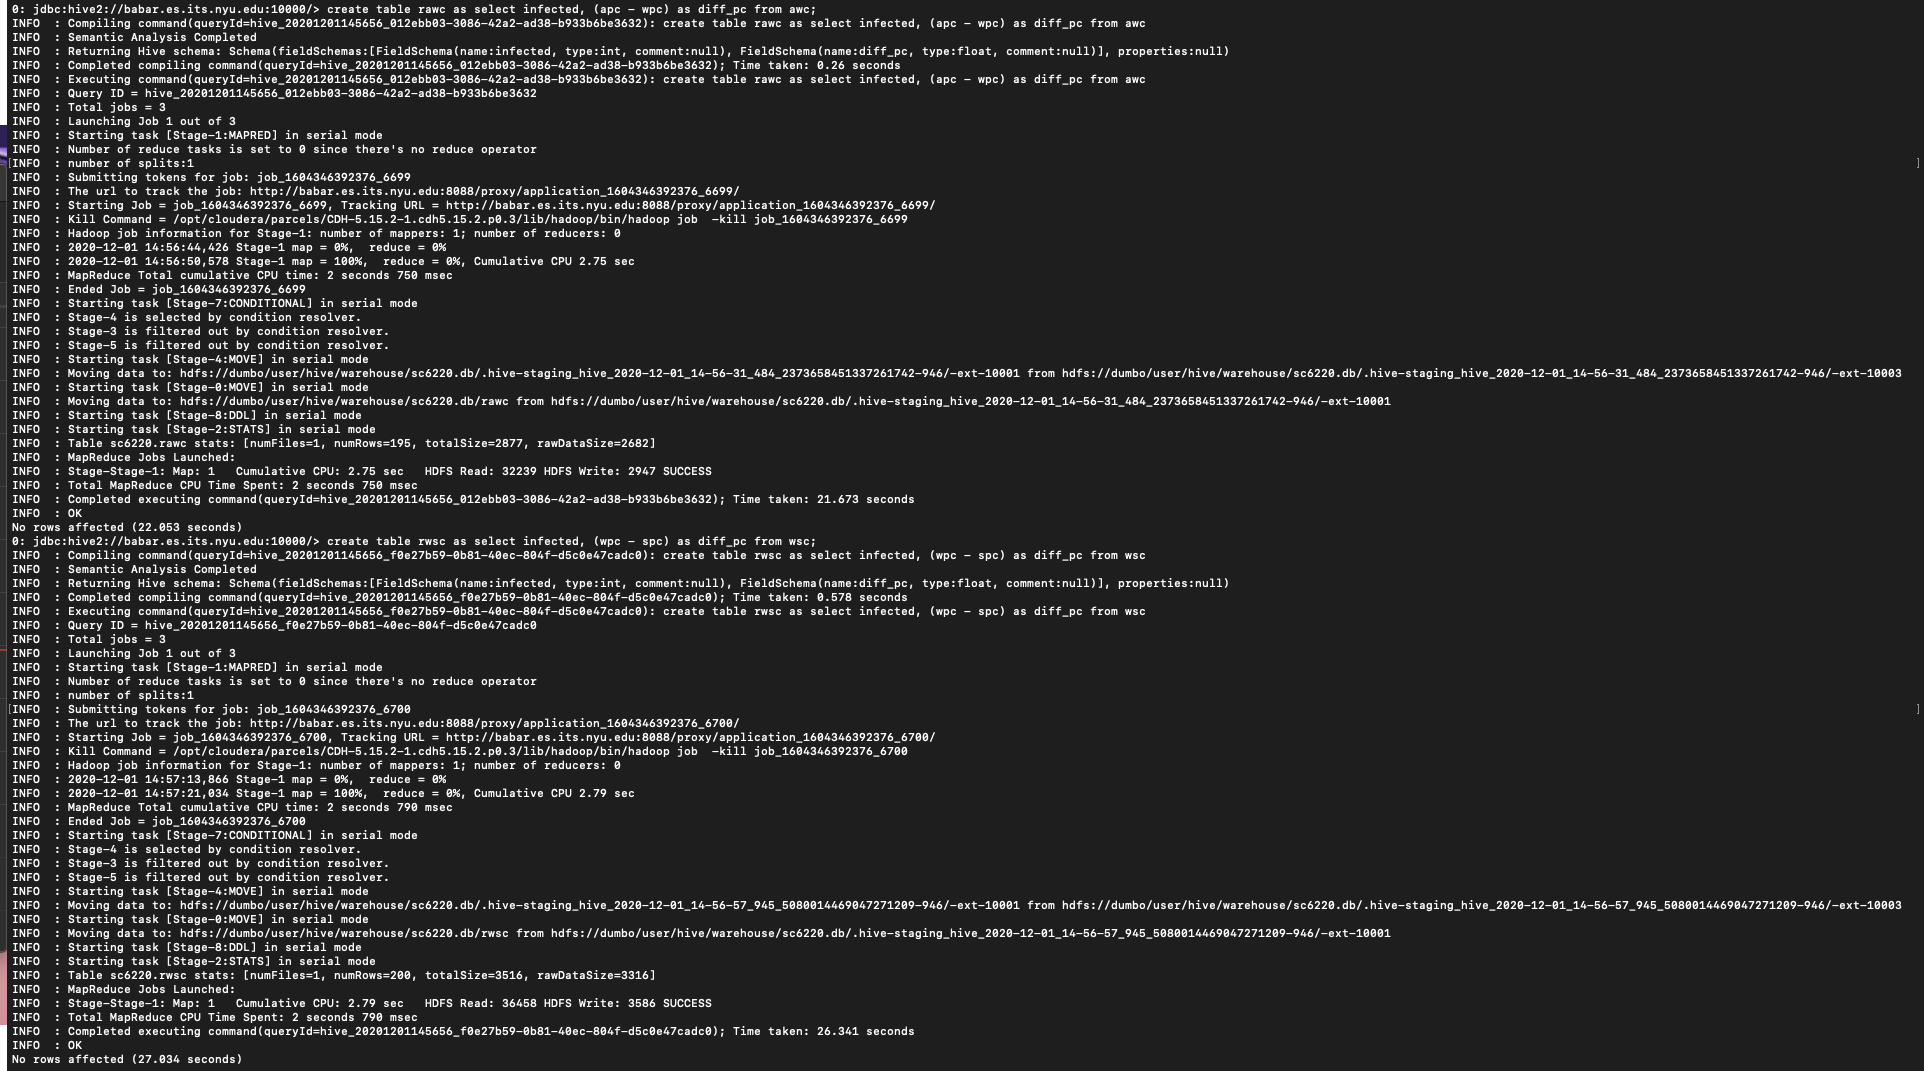 0: jdbc:hive2://babar.es.its.nyu.edu:10000/> create table rawc as select infected, (apc - wpc) as diff_pc from awc;
INFO  : Compiling command(queryId=hive_20201201145656_012ebb03-3086-42a2-ad38-b933b6be3632): create table rawc as select infected, (apc - wpc) as diff_pc from awc
INFO  : Semantic Analysis Completed
INFO  : Returning Hive schema: Schema(fieldSchemas:[FieldSchema(name:infected, type:int, comment:null), FieldSchema(name:diff_pc, type:float, comment:null)], properties:null)
INFO  : Completed compiling command(queryId=hive_20201201145656_012ebb03-3086-42a2-ad38-b933b6be3632); Time taken: 0.26 seconds
INFO  : Executing command(queryId=hive_20201201145656_012ebb03-3086-42a2-ad38-b933b6be3632): create table rawc as select infected, (apc - wpc) as diff_pc from awc
INFO  : Query ID = hive_20201201145656_012ebb03-3086-42a2-ad38-b933b6be3632
INFO  : Total jobs = 3
INFO  : Launching Job 1 out of 3
INFO  : Starting task [Stage-1:MAPRED] in serial mode
INFO  : Number of reduce tasks is set to 0 since there's no reduce operator
[INFO  : number of splits:1 ]
INFO  : Submitting tokens for job: job_1604346392376_6699
INFO  : The url to track the job: http://babar.es.its.nyu.edu:8088/proxy/application_1604346392376_6699/
INFO  : Starting Job = job_1604346392376_6699, Tracking URL = http://babar.es.its.nyu.edu:8088/proxy/application_1604346392376_6699/
INFO  : Kill Command = /opt/cloudera/parcels/CDH-5.15.2-1.cdh5.15.2.p0.3/lib/hadoop/bin/hadoop job  -kill job_1604346392376_6699
INFO  : Hadoop job information for Stage-1: number of mappers: 1; number of reducers: 0
INFO  : 2020-12-01 14:56:44,426 Stage-1 map = 0%,  reduce = 0%
INFO  : 2020-12-01 14:56:50,578 Stage-1 map = 100%,  reduce = 0%, Cumulative CPU 2.75 sec
INFO  : MapReduce Total cumulative CPU time: 2 seconds 750 msec
INFO  : Ended Job = job_1604346392376_6699
INFO  : Starting task [Stage-7:CONDITIONAL] in serial mode
INFO  : Stage-4 is selected by condition resolver.
INFO  : Stage-3 is filtered out by condition resolver.
INFO  : Stage-5 is filtered out by condition resolver.
INFO  : Starting task [Stage-4:MOVE] in serial mode
INFO  : Moving data to: hdfs://dumbo/user/hive/warehouse/sc6220.db/.hive-staging_hive_2020-12-01_14-56-31_484_2373658451337261742-946/-ext-10001 from hdfs://dumbo/user/hive/warehouse/sc6220.db/.hive-staging_hive_2020-12-01_14-56-31_484_2373658451337261742-946/-ext-10003
INFO  : Starting task [Stage-0:MOVE] in serial mode
INFO  : Moving data to: hdfs://dumbo/user/hive/warehouse/sc6220.db/rawc from hdfs://dumbo/user/hive/warehouse/sc6220.db/.hive-staging_hive_2020-12-01_14-56-31_484_2373658451337261742-946/-ext-10001
INFO  : Starting task [Stage-8:DDL] in serial mode
INFO  : Starting task [Stage-2:STATS] in serial mode
INFO  : Table sc6220.rawc stats: [numFiles=1, numRows=195, totalSize=2877, rawDataSize=2682]
INFO  : MapReduce Jobs Launched:
INFO  : Stage-Stage-1: Map: 1   Cumulative CPU: 2.75 sec   HDFS Read: 32239 HDFS Write: 2947 SUCCESS
INFO  : Total MapReduce CPU Time Spent: 2 seconds 750 msec
INFO  : Completed executing command(queryId=hive_20201201145656_012ebb03-3086-42a2-ad38-b933b6be3632); Time taken: 21.673 seconds
INFO  : OK
No rows affected (22.053 seconds)
0: jdbc:hive2://babar.es.its.nyu.edu:10000/> create table rwsc as select infected, (wpc - spc) as diff_pc from wsc;
INFO  : Compiling command(queryId=hive_20201201145656_f0e27b59-0b81-40ec-804f-d5c0e47cadc0): create table rwsc as select infected, (wpc - spc) as diff_pc from wsc
INFO  : Semantic Analysis Completed
INFO  : Returning Hive schema: Schema(fieldSchemas:[FieldSchema(name:infected, type:int, comment:null), FieldSchema(name:diff_pc, type:float, comment:null)], properties:null)
INFO  : Completed compiling command(queryId=hive_20201201145656_f0e27b59-0b81-40ec-804f-d5c0e47cadc0); Time taken: 0.578 seconds
INFO  : Executing command(queryId=hive_20201201145656_f0e27b59-0b81-40ec-804f-d5c0e47cadc0): create table rwsc as select infected, (wpc - spc) as diff_pc from wsc
INFO  : Query ID = hive_20201201145656_f0e27b59-0b81-40ec-804f-d5c0e47cadc0
INFO  : Total jobs = 3
INFO  : Launching Job 1 out of 3
INFO  : Starting task [Stage-1:MAPRED] in serial mode
INFO  : Number of reduce tasks is set to 0 since there's no reduce operator
INFO  : number of splits:1
[INFO  : Submitting tokens for job: job_1604346392376_6700 ]
INFO  : The url to track the job: http://babar.es.its.nyu.edu:8088/proxy/application_1604346392376_6700/
INFO  : Starting Job = job_1604346392376_6700, Tracking URL = http://babar.es.its.nyu.edu:8088/proxy/application_1604346392376_6700/
INFO  : Kill Command = /opt/cloudera/parcels/CDH-5.15.2-1.cdh5.15.2.p0.3/lib/hadoop/bin/hadoop job  -kill job_1604346392376_6700
INFO  : Hadoop job information for Stage-1: number of mappers: 1; number of reducers: 0
INFO  : 2020-12-01 14:57:13,866 Stage-1 map = 0%,  reduce = 0%
INFO  : 2020-12-01 14:57:21,034 Stage-1 map = 100%,  reduce = 0%, Cumulative CPU 2.79 sec
INFO  : MapReduce Total cumulative CPU time: 2 seconds 790 msec
INFO  : Ended Job = job_1604346392376_6700
INFO  : Starting task [Stage-7:CONDITIONAL] in serial mode
INFO  : Stage-4 is selected by condition resolver.
INFO  : Stage-3 is filtered out by condition resolver.
INFO  : Stage-5 is filtered out by condition resolver.
INFO  : Starting task [Stage-4:MOVE] in serial mode
INFO  : Moving data to: hdfs://dumbo/user/hive/warehouse/sc6220.db/.hive-staging_hive_2020-12-01_14-56-57_945_5080014469047271209-946/-ext-10001 from hdfs://dumbo/user/hive/warehouse/sc6220.db/.hive-staging_hive_2020-12-01_14-56-57_945_5080014469047271209-946/-ext-10003
INFO  : Starting task [Stage-0:MOVE] in serial mode
INFO  : Moving data to: hdfs://dumbo/user/hive/warehouse/sc6220.db/rwsc from hdfs://dumbo/user/hive/warehouse/sc6220.db/.hive-staging_hive_2020-12-01_14-56-57_945_5080014469047271209-946/-ext-10001
INFO  : Starting task [Stage-8:DDL] in serial mode
INFO  : Starting task [Stage-2:STATS] in serial mode
INFO  : Table sc6220.rwsc stats: [numFiles=1, numRows=200, totalSize=3516, rawDataSize=3316]
INFO  : MapReduce Jobs Launched:
INFO  : Stage-Stage-1: Map: 1   Cumulative CPU: 2.79 sec   HDFS Read: 36458 HDFS Write: 3586 SUCCESS
INFO  : Total MapReduce CPU Time Spent: 2 seconds 790 msec
INFO  : Completed executing command(queryId=hive_20201201145656_f0e27b59-0b81-40ec-804f-d5c0e47cadc0); Time taken: 26.341 seconds
INFO  : OK
No rows affected (27.034 seconds)